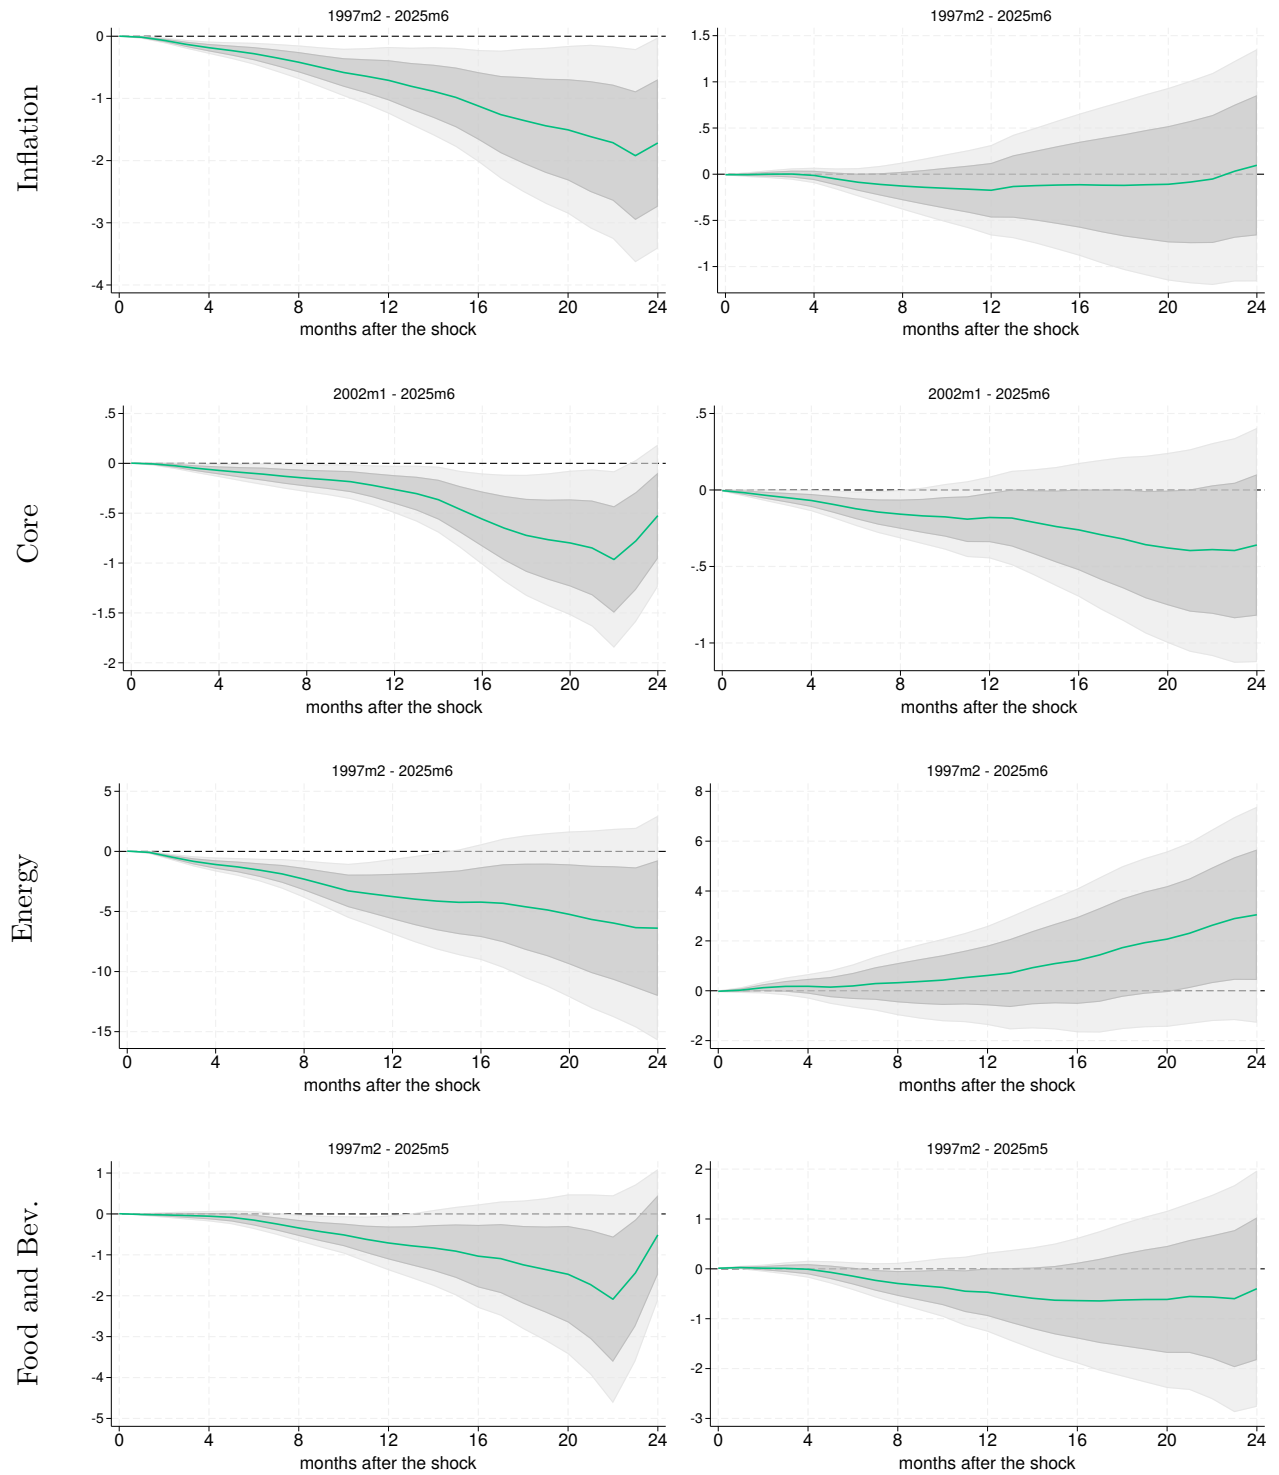 1997m2 - 2025m6
1997m2 - 2025m6
Inflation
0
-1
-2
-3
-4
0 4 8 12 16 20 24
months after the shock
1.5
1
.5
0
-.5
-1
0 4 8 12 16 20 24
months after the shock
2002m1 - 2025m6
2002m1 - 2025m6
Core
.5
0
-.5
-1
-1.5
-2
0 4 8 12 16 20 24
months after the shock
.5
0
-.5
-1
0 4 8 12 16 20 24
months after the shock
1997m2 - 2025m6
1997m2 - 2025m6
Energy
5
0
-5
-10
-15
0 4 8 12 16 20 24
months after the shock
8
6
4
2
0
-2
0 4 8 12 16 20 24
months after the shock
1997m2 - 2025m5
1997m2 - 2025m5
Food and Bev.
1
0
-1
-2
-3
-4
-5
0 4 8 12 16 20 24
months after the shock
2
1
0
-1
-2
-3
0 4 8 12 16 20 24
months after the shock